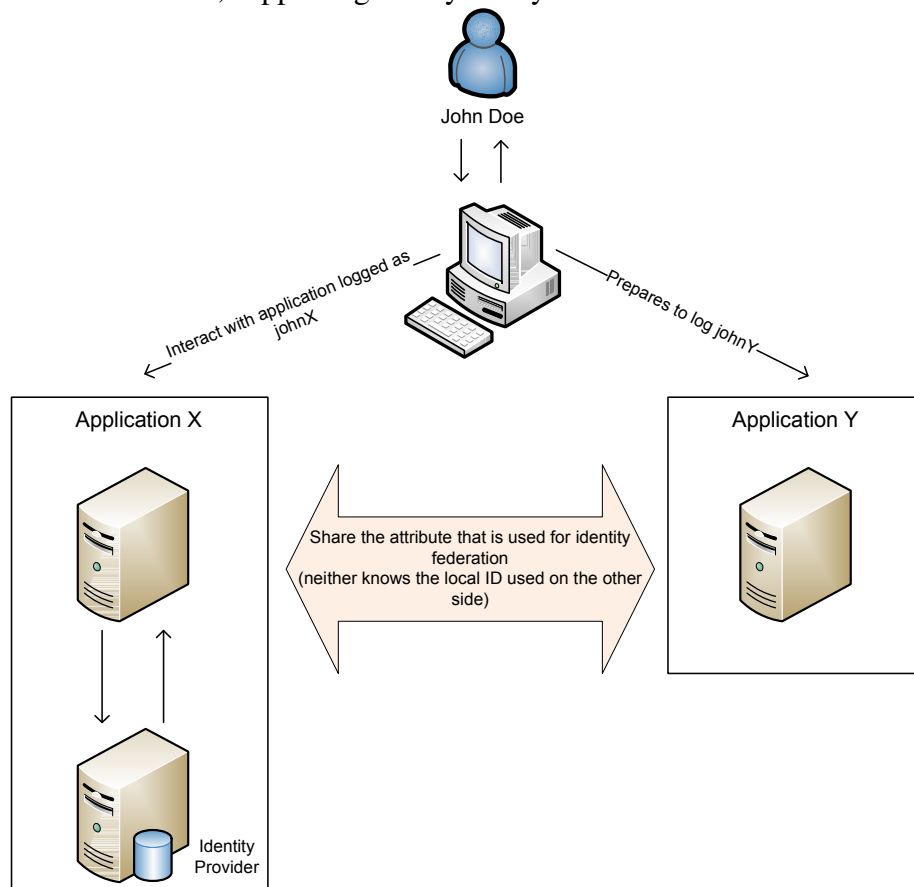 John Doe
Interact with application logged as
johnX
Prepares to log johnY
Application X
Application Y
Share the attribute that is used for identity
federation
(neither knows the local ID used on the other
side)
Identity
Provider